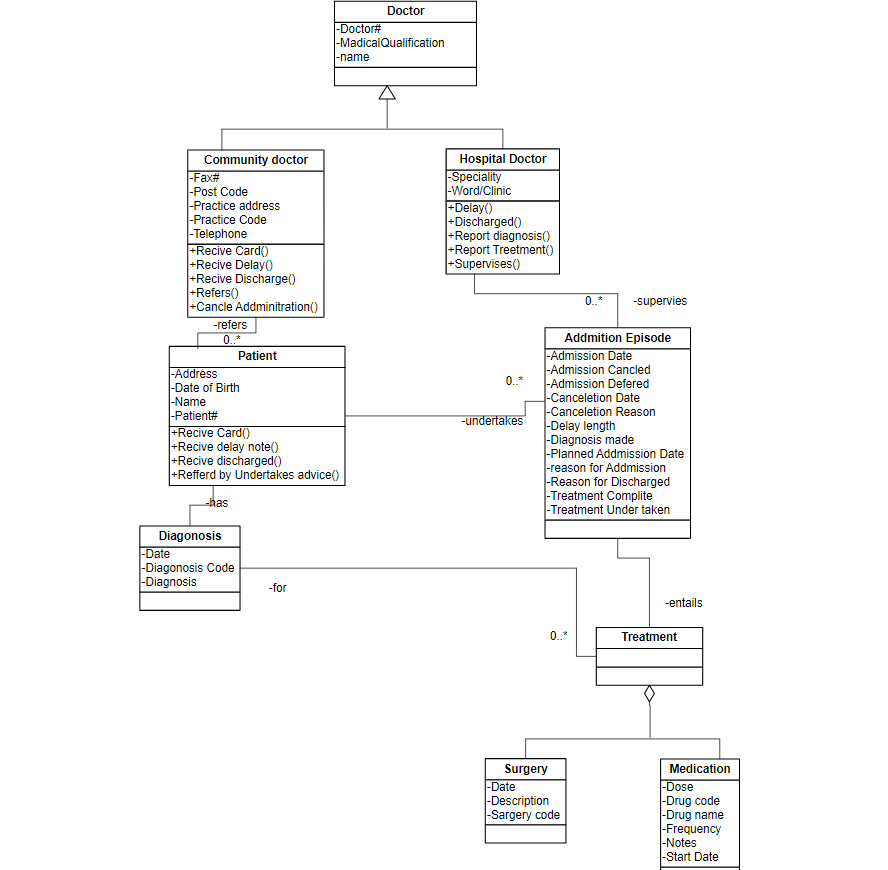 Doctor
-Doctor#
-MadicalQualification
-name
Community doctor
-Fax#
-Post Code
-Practice address
-Practice Code
-Telephone
+Recive Card()
+Recive Delay()
+Recive Discharge()
+Refers()
+Cancle Addminitration()
Hospital Doctor
-Speciality
-Word/Clinic
+Delay()
+Discharged()
+Report diagnosis()
+Report Treetment()
+Supervises()
-refers
0..*
0..*
-supervies
Patient
-Address
-Date of Birth
-Name
-Patient#
+Recive Card()
+Recive delay note()
+Recive discharged()
+Refferd by Undertakes advice()
0..*
-undertakes
Addmition Episode
-Admission Date
-Admission Cancled
-Admission Defered
-Canceletion Date
-Canceletion Reason
-Delay length
-Diagnosis made
-Planned Addmission Date
-reason for Addmission
-Reason for Discharged
-Treatment Complite
-Treatment Under taken
-has
Diagonosis
-Date
-Diagonosis Code
-Diagnosis
-for
0..*
-entails
Treatment
Surgery
-Date
-Description
-Sargery code
Medication
-Dose
-Drug code
-Drug name
-Frequency
-Notes
-Start Date